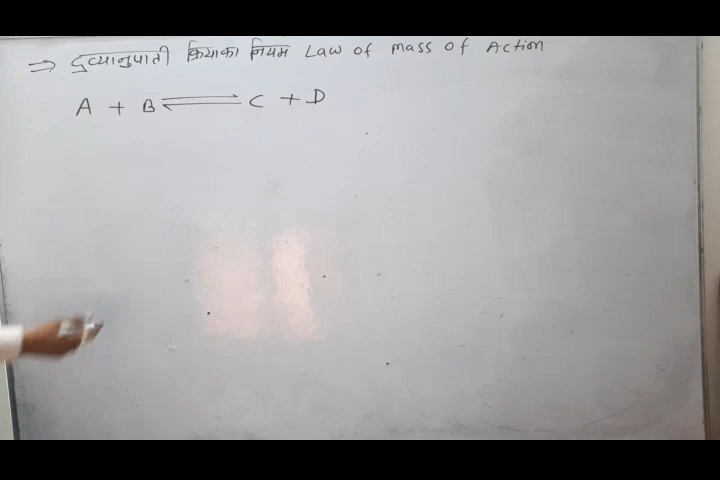 ⇒ द्रव्यानुपाती क्रियाका नियम Law of mass of Action
A + B ⇌ C + D